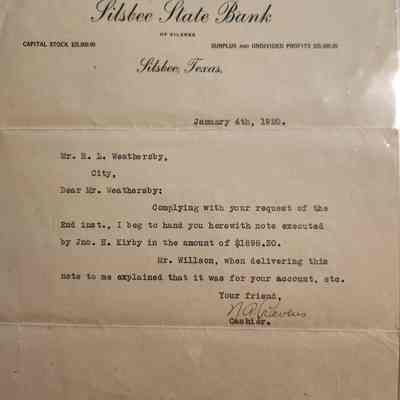 Silsbee State Bank
OF SILSBEE
CAPITAL STOCK $25,000.00 SURPLUS AND UNDIVIDED PROFITS $25,000.00
Silsbee, Texas,
January 4th, 1920.
Mr. R. L. Weathersby,
City,
Dear Mr. Weathersby:
Complying with your request of the
2nd inst., I beg to hand you herewith note executed
by Jno. H. Kirby in the amount of $1896.30.
Mr. Willson, when delivering this
note to me explained that it was for your account, etc.
Your friend,
Cashier.